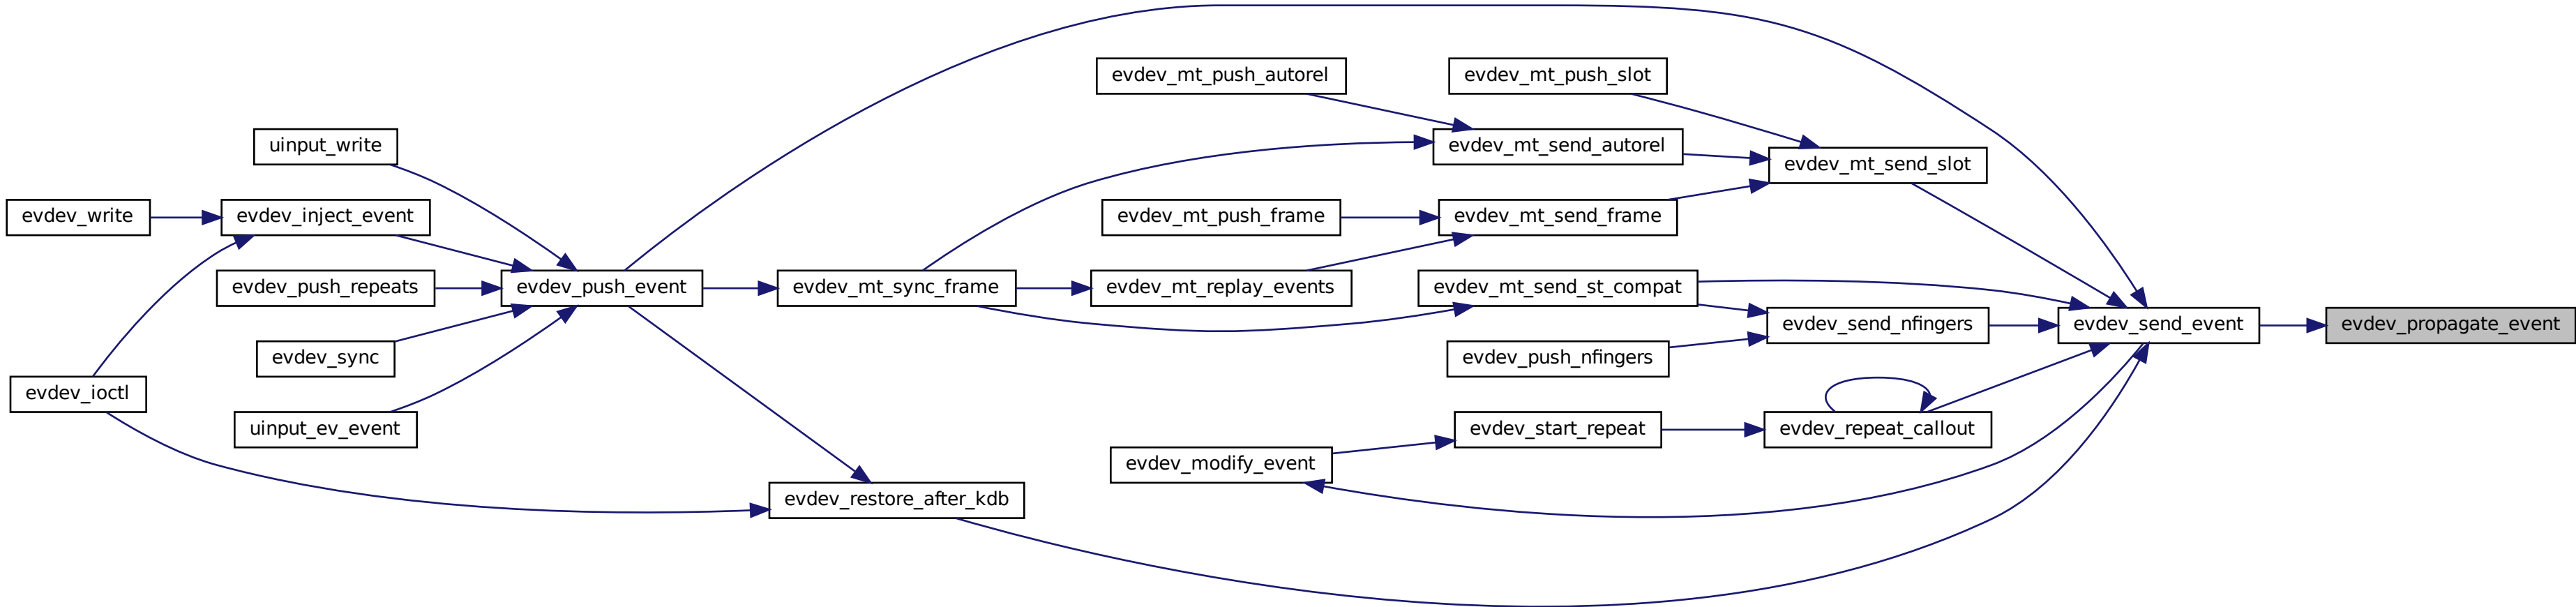 evdev_mt_push_autorel
evdev_mt_push_slot
uinput_write
evdev_mt_send_autorel
evdev_mt_send_slot
evdev_write
evdev_inject_event
evdev_mt_push_frame
evdev_mt_send_frame
evdev_push_repeats
evdev_push_event
evdev_mt_sync_frame
evdev_mt_replay_events
evdev_mt_send_st_compat
evdev_send_nfingers
evdev_send_event
evdev_propagate_event
evdev_sync
evdev_push_nfingers
evdev_ioctl
uinput_ev_event
evdev_start_repeat
evdev_repeat_callout
evdev_modify_event
evdev_restore_after_kdb